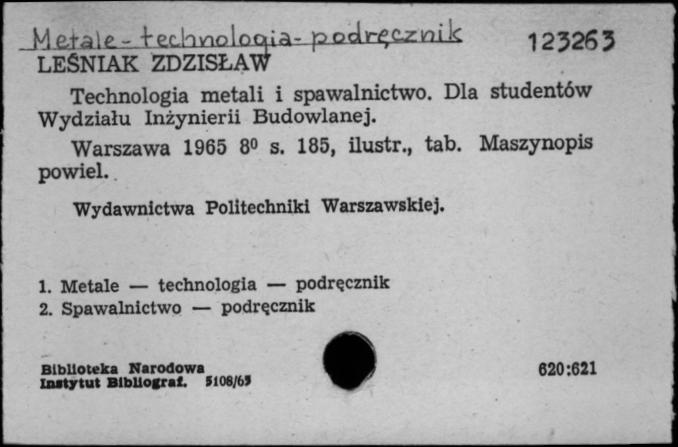 Metale - technologia - podręcznik 123263
LEŚNIAK ZDZISŁAW
Technologia metali i spawalnictwo. Dla studentów
Wydziału Inżynierii Budowlanej.
Warszawa 1965 8⁰ s. 185, ilustr., tab. Maszynopis
powiel.
Wydawnictwa Politechniki Warszawskiej.
1. Metale — technologia — podręcznik
2. Spawalnictwo — podręcznik
Biblioteka Narodowa
Instytut Bibliograf. 5108/65
620:621